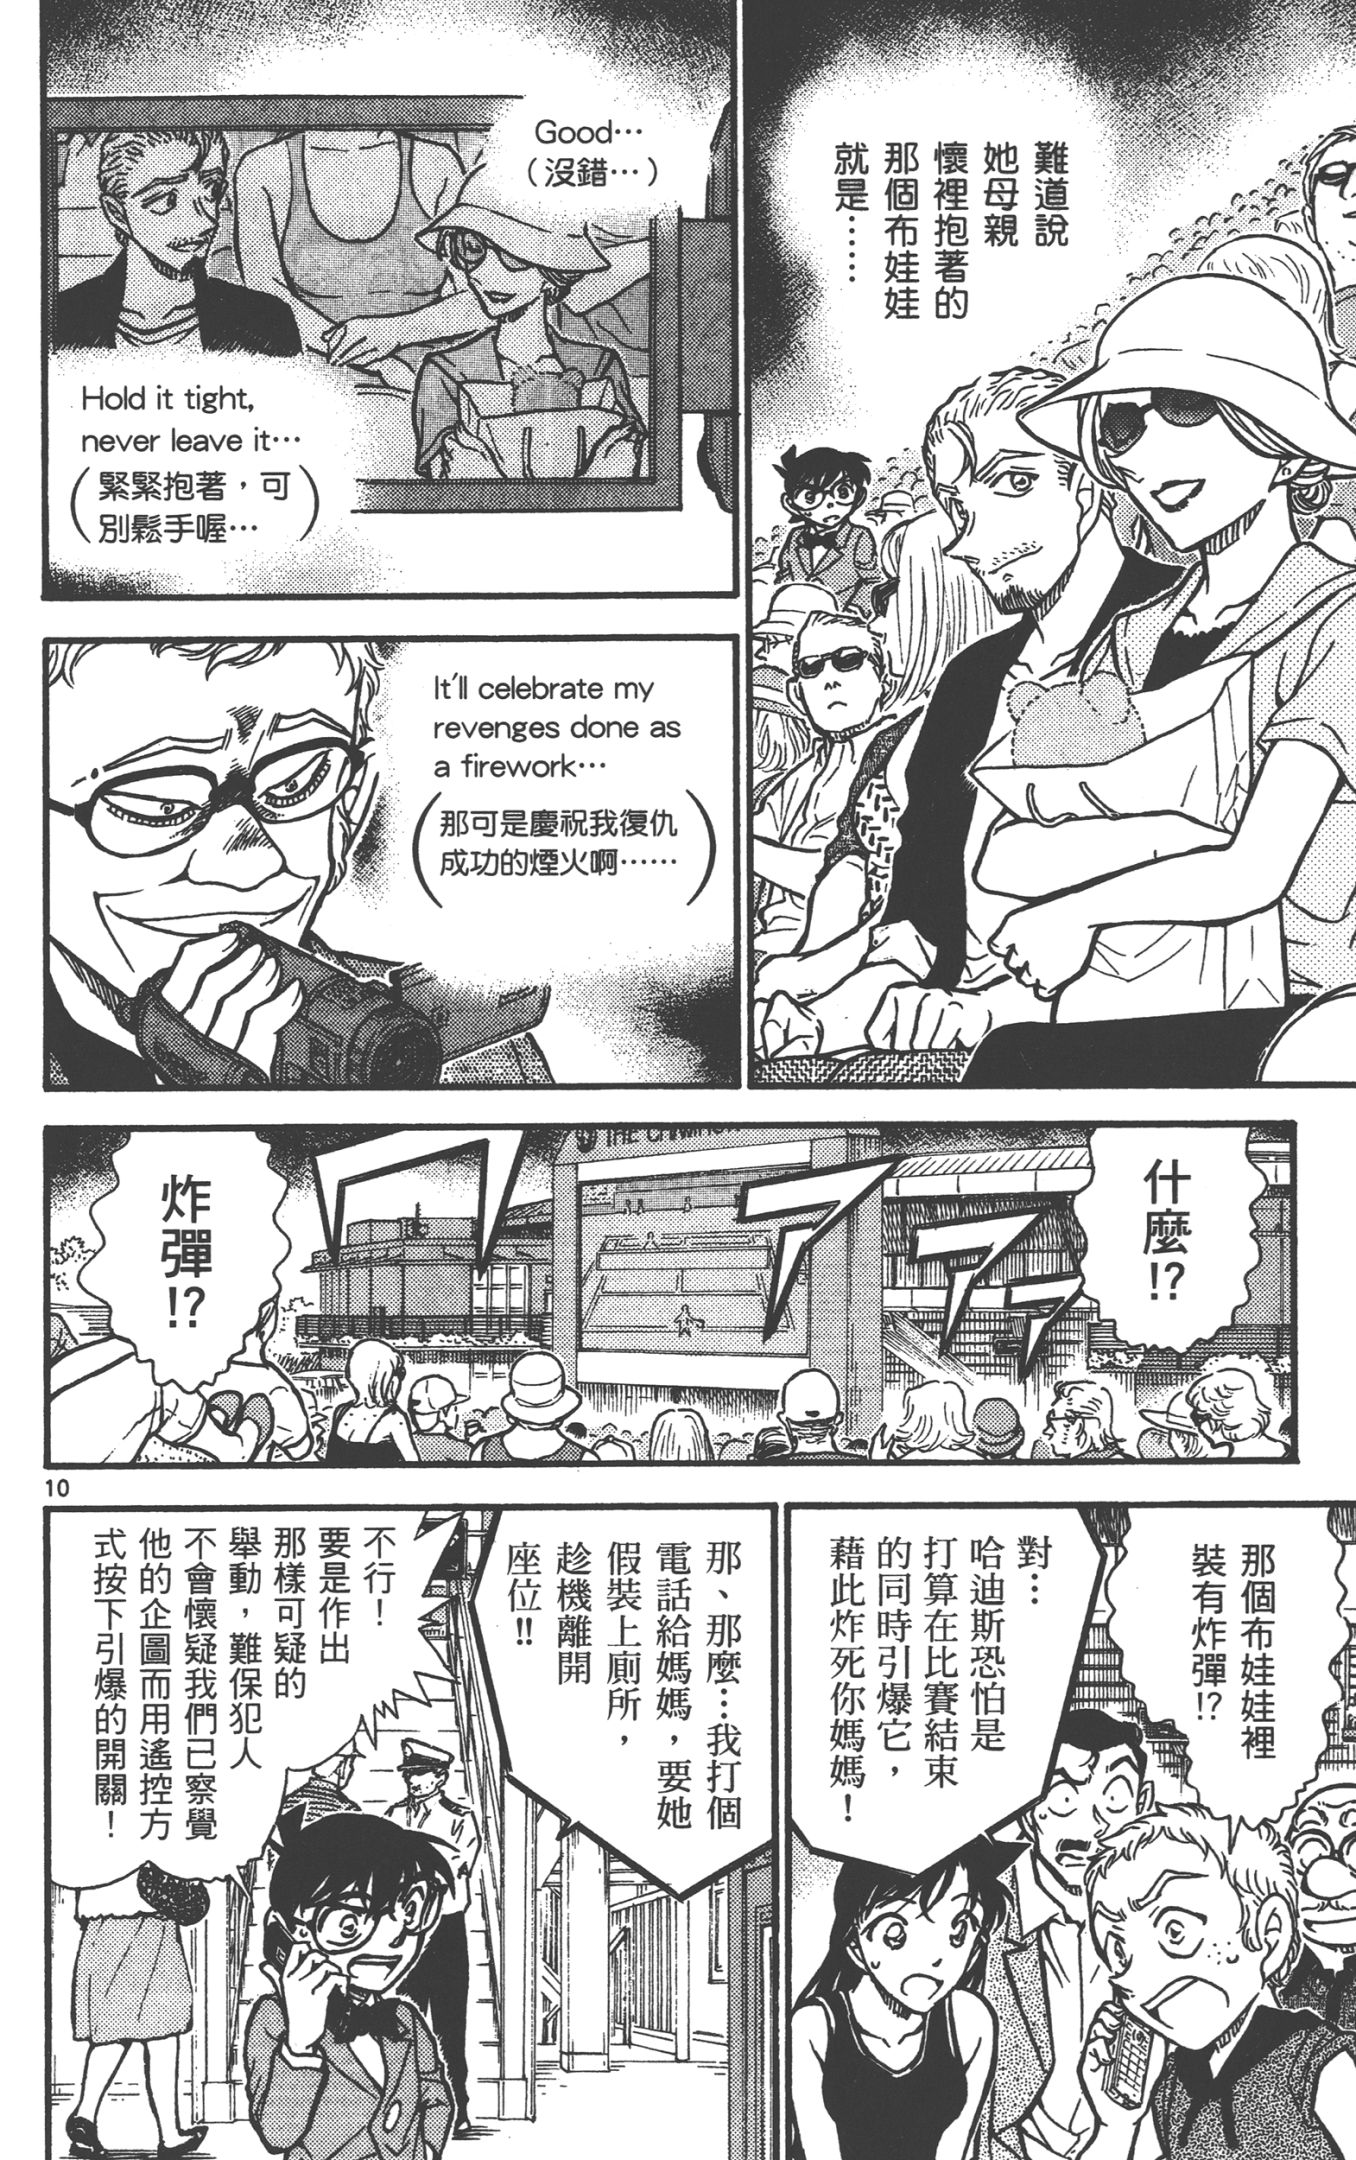 難道說
她母親
懷裡抱著的
那個布娃娃
就是……
Good…
(沒錯…)
Hold it tight,
never leave it…
(緊緊抱著，可
別鬆手喔…)
It'll celebrate my
revenges done as
a firework…
(那可是慶祝我復仇
成功的煙火啊……)
什麼!?
ワアアア
炸彈!?
10
那個布娃娃裡
裝有炸彈!?
對…
哈迪斯恐怕是
打算在比賽結束
的同時引爆它，
藉此炸死你媽媽！
那、那麼…我打個
電話給媽媽，要她
假裝上廁所，
趁機離開
座位!!
不行！
要是作出
那樣可疑的
舉動，難保犯人
不會懷疑我們已察覺
他的企圖而用遙控方
式按下引爆的開關！